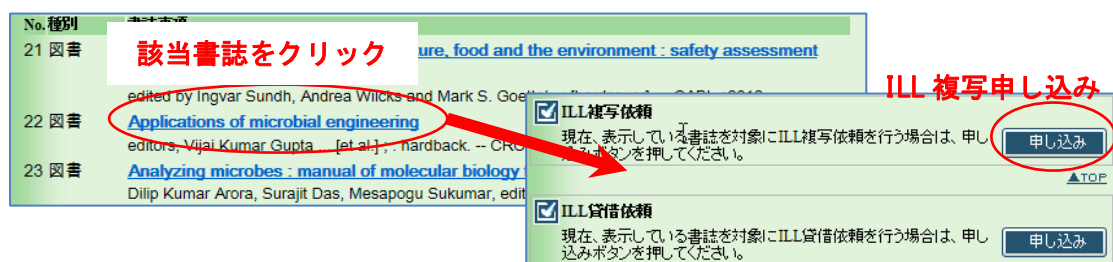 No. 種別
21 図書
該当書誌をクリック
ure, food and the environment : safety assessment
edited by Ingvar Sundh, Andrea Wilcks and Mark S. Goe
22 図書
Applications of microbial engineering
editors, Vijai Kumar Gupta ... [et al.] ; : hardback. -- CRC
23 図書
Analyzing microbes : manual of molecular biology
Dilip Kumar Arora, Surajit Das, Mesapogu Sukumar, edit
ILL 複写申し込み
ILL複写依頼
現在、表示している書誌を対象にILL複写依頼を行う場合は、申し
込みボタンを押してください。
申し込み
▲TOP
ILL貸借依頼
現在、表示している書誌を対象にILL貸借依頼を行う場合は、申し
込みボタンを押してください。
申し込み